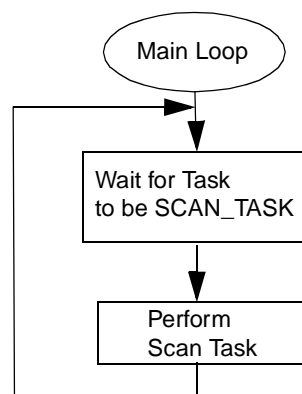 Main Loop
Wait for Task
to be SCAN_TASK
Perform
Scan Task